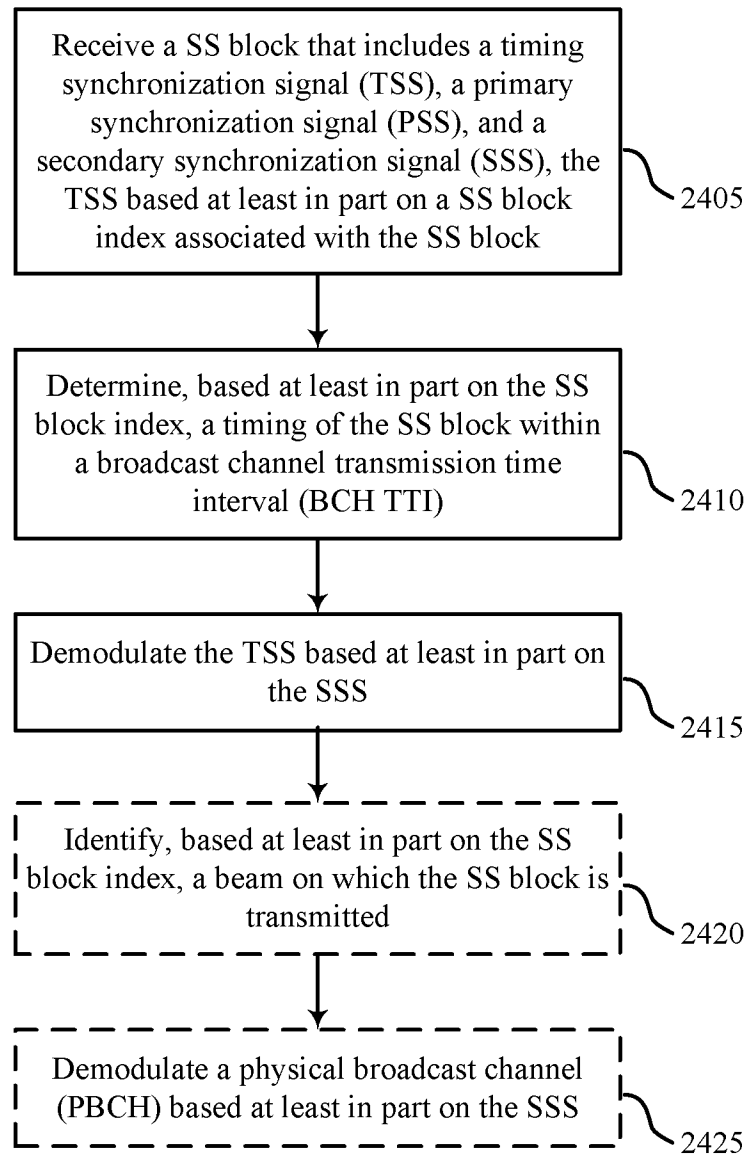 Receive a SS block that includes a timing
synchronization signal (TSS), a primary
synchronization signal (PSS), and a
secondary synchronization signal (SSS), the
TSS based at least in part on a SS block
index associated with the SS block
2405
Determine, based at least in part on the SS
block index, a timing of the SS block within
a broadcast channel transmission time
interval (BCH TTI)
2410
Demodulate the TSS based at least in part on
the SSS
2415
Identify, based at least in part on the SS
block index, a beam on which the SS block is
transmitted
2420
Demodulate a physical broadcast channel
(PBCH) based at least in part on the SSS
2425